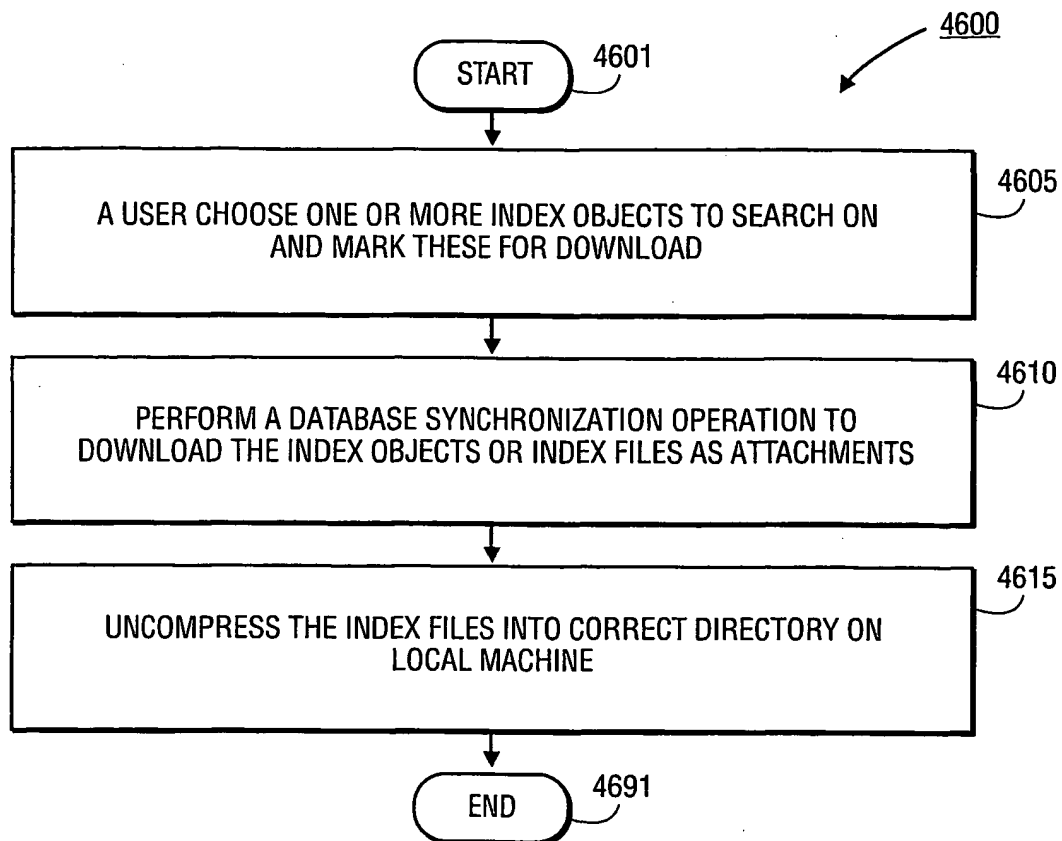 4600
START
4601
4605
A USER CHOOSE ONE OR MORE INDEX OBJECTS TO SEARCH ON
AND MARK THESE FOR DOWNLOAD
4610
PERFORM A DATABASE SYNCHRONIZATION OPERATION TO
DOWNLOAD THE INDEX OBJECTS OR INDEX FILES AS ATTACHMENTS
4615
UNCOMPRESS THE INDEX FILES INTO CORRECT DIRECTORY ON
LOCAL MACHINE
END
4691